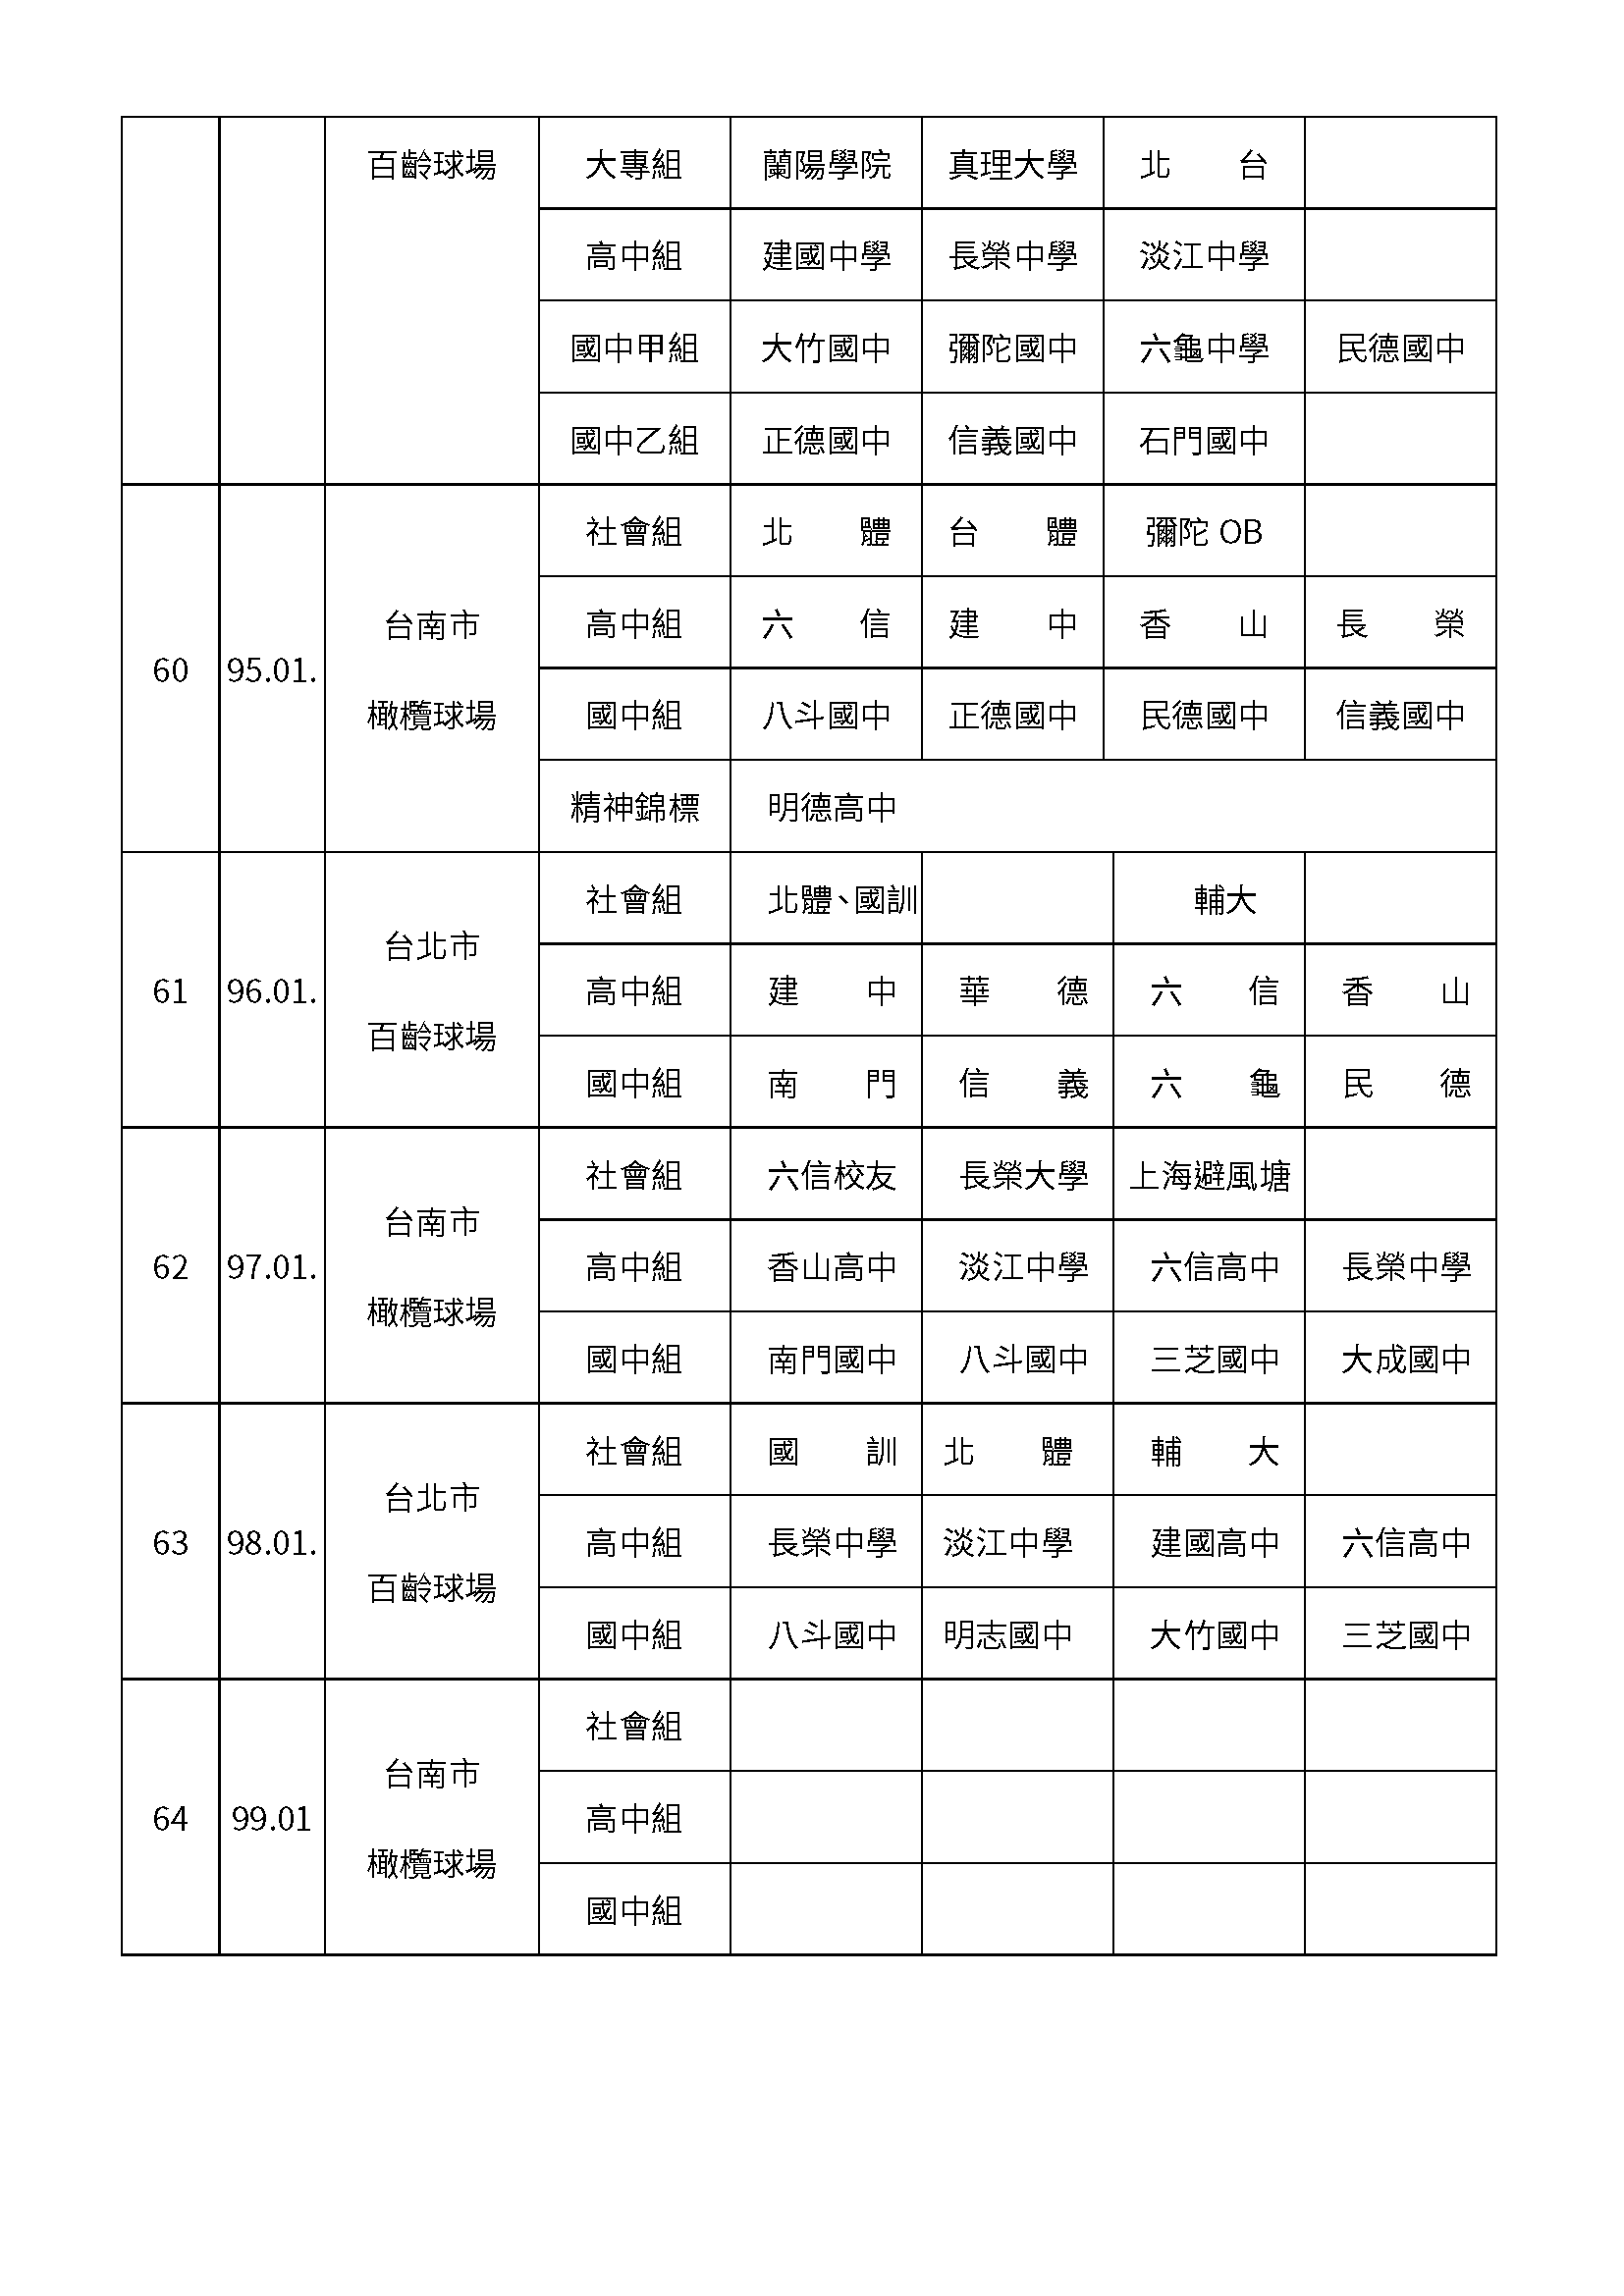 百齡球場 大專組 蘭陽學院 真理大學 北 台
高中組 建國中學 長榮中學 淡江中學
國中甲組 大竹國中 彌陀國中 六龜中學 民德國中
國中乙組 正德國中 信義國中 石門國中
60 95.01. 台南市 橄欖球場
社會組 北 體 台 體 彌陀 OB
高中組 六 信 建 中 香 山 長 榮
國中組 八斗國中 正德國中 民德國中 信義國中
精神錦標 明德高中
61 96.01. 台北市 百齡球場
社會組 北體、國訓 輔大
高中組 建 中 華 德 六 信 香 山
國中組 南 門 信 義 六 龜 民 德
62 97.01. 台南市 橄欖球場
社會組 六信校友 長榮大學 上海避風塘
高中組 香山高中 淡江中學 六信高中 長榮中學
國中組 南門國中 八斗國中 三芝國中 大成國中
63 98.01. 台北市 百齡球場
社會組 國 訓 北 體 輔 大
高中組 長榮中學 淡江中學 建國高中 六信高中
國中組 八斗國中 明志國中 大竹國中 三芝國中
64 99.01 台南市 橄欖球場
社會組
高中組
國中組